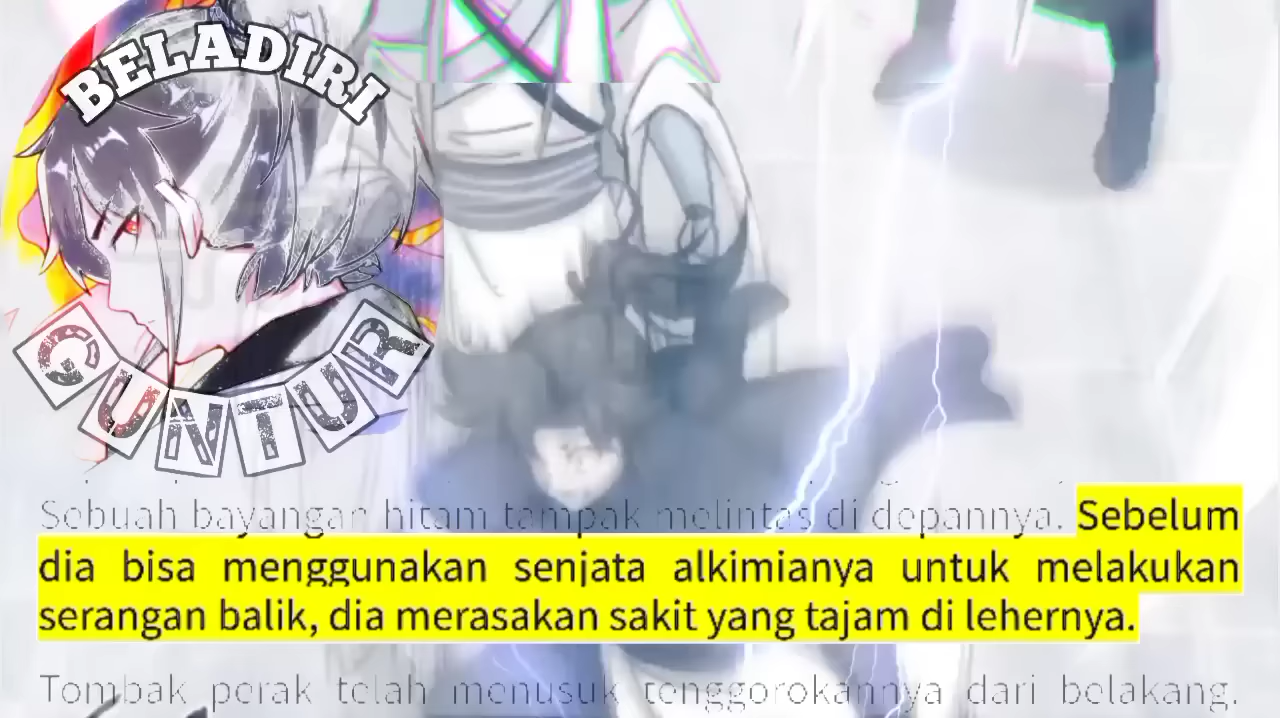 BELADIRI
GUNTUR
Sebuah bayangan hitam tampak melintas di depannya. Sebelum
dia bisa menggunakan senjata alkimianya untuk melakukan
serangan balik, dia merasakan sakit yang tajam di lehernya.
Tombak perak telah menusuk tenggorokannya dari belakang.